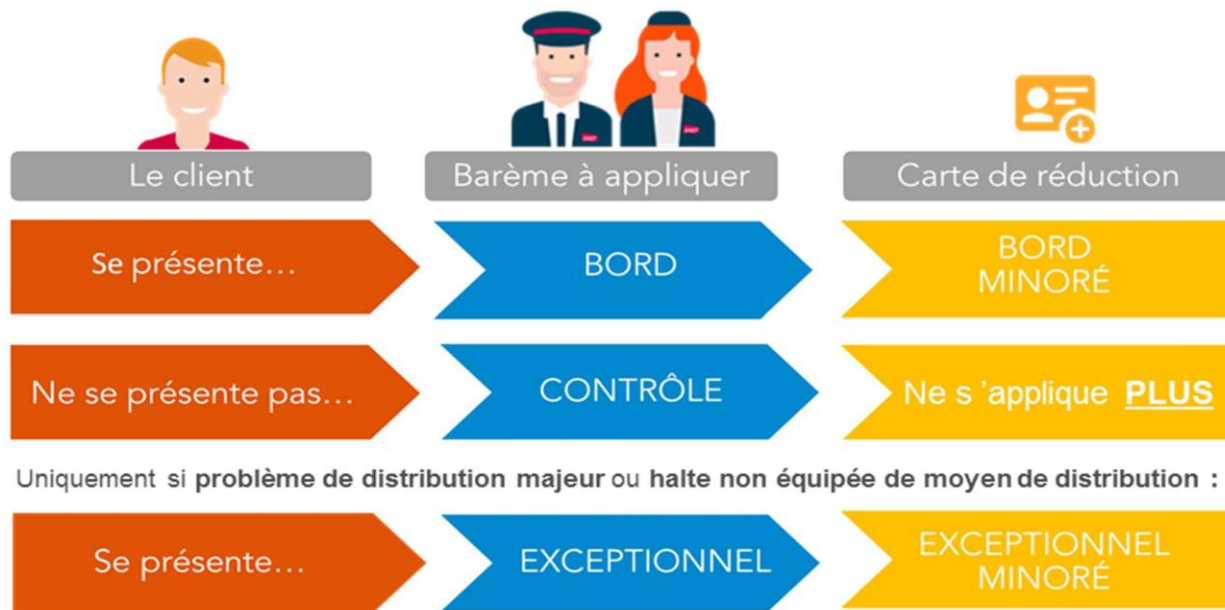 Le client
Barème à appliquer
Carte de réduction
Se présente…
BORD
BORD
MINORÉ
Ne se présente pas…
CONTRÔLE
Ne s ’applique PLUS
Uniquement si problème de distribution majeur ou halte non équipée de moyen de distribution :
Se présente…
EXCEPTIONNEL
EXCEPTIONNEL
MINORÉ